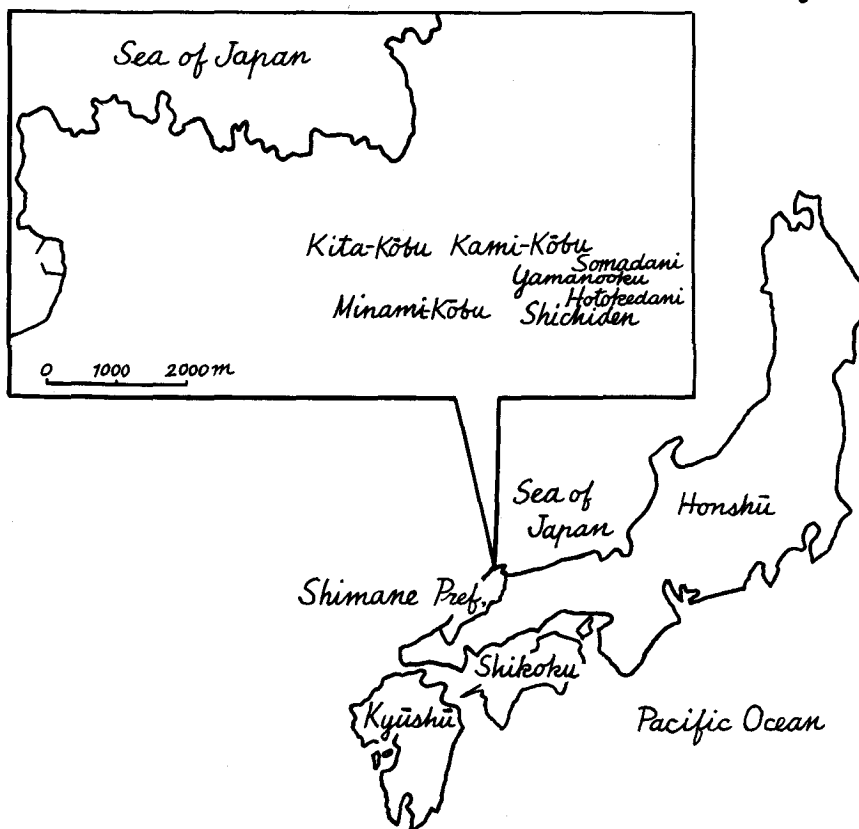 Sea of Japan
Kita-Kōbu Kami-Kōbu
Somadani
Yamanooku
Hotokedani
Minami-Kōbu Shichiden
0 1000 2000 m
Sea of
Japan
Honshū
Shimane Pref.
Shikoku
Kyūshū
Pacific Ocean